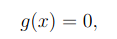 g(x) = 0,